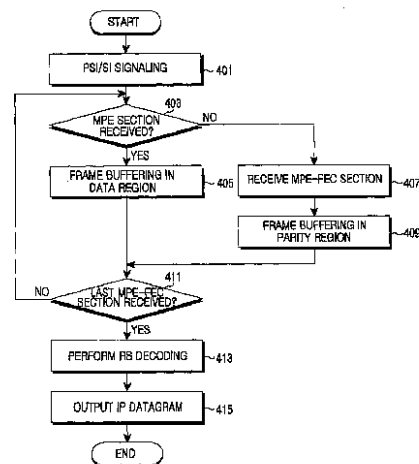 START
PSI/SI SIGNALING
401
403
MPE SECTION
RECEIVED?
NO
YES
FRAME BUFFERING IN
DATA REGION
405
RECEIVE MPE-FEC SECTION
407
FRAME BUFFERING IN
PARITY REGION
409
411
LAST MPE-FEC
SECTION RECEIVED?
NO
YES
PERFORM RS DECODING
413
OUTPUT IP DATAGRAM
415
END